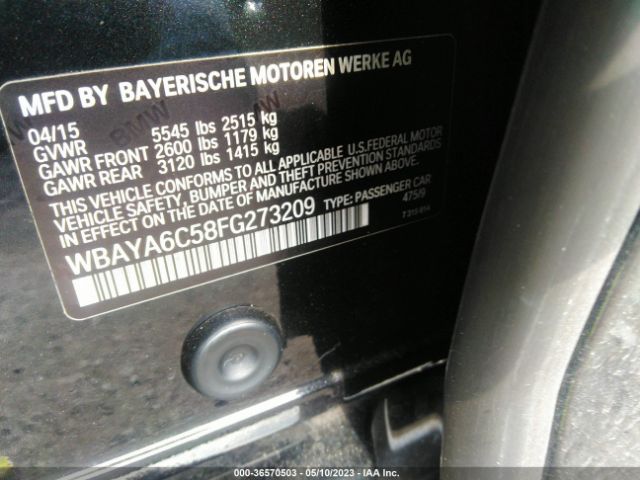 MFD BY BAYERISCHE MOTOREN WERKE AG
04/15
GVWR 5545 lbs 2515 kg
GAWR FRONT 2600 lbs 1179 kg
GAWR REAR 3120 lbs 1415 kg
THIS VEHICLE CONFORMS TO ALL APPLICABLE U.S.FEDERAL MOTOR
VEHICLE SAFETY, BUMPER AND THEFT PREVENTION STANDARDS
IN EFFECT ON THE DATE OF MANUFACTURE SHOWN ABOVE.
WBAYA6C58FG273209 TYPE: PASSENGER CAR
475/9
BMW
000-36570503 — 05/10/2023 — IAA Inc.